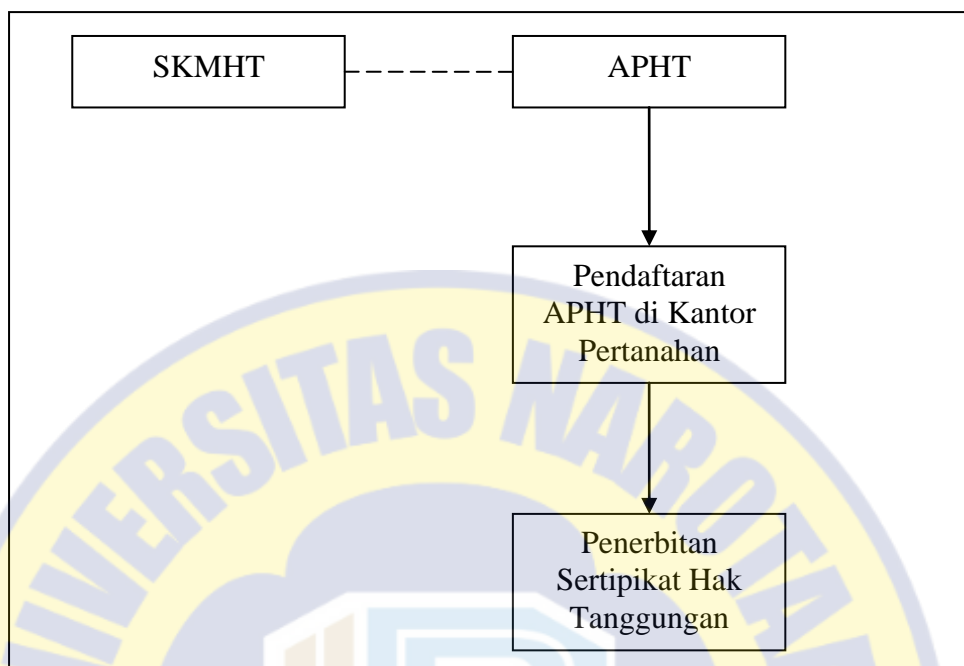 SKMHT
APHT
Pendaftaran
APHT di Kantor
Pertanahan
Penerbitan
Sertipikat Hak
Tanggungan